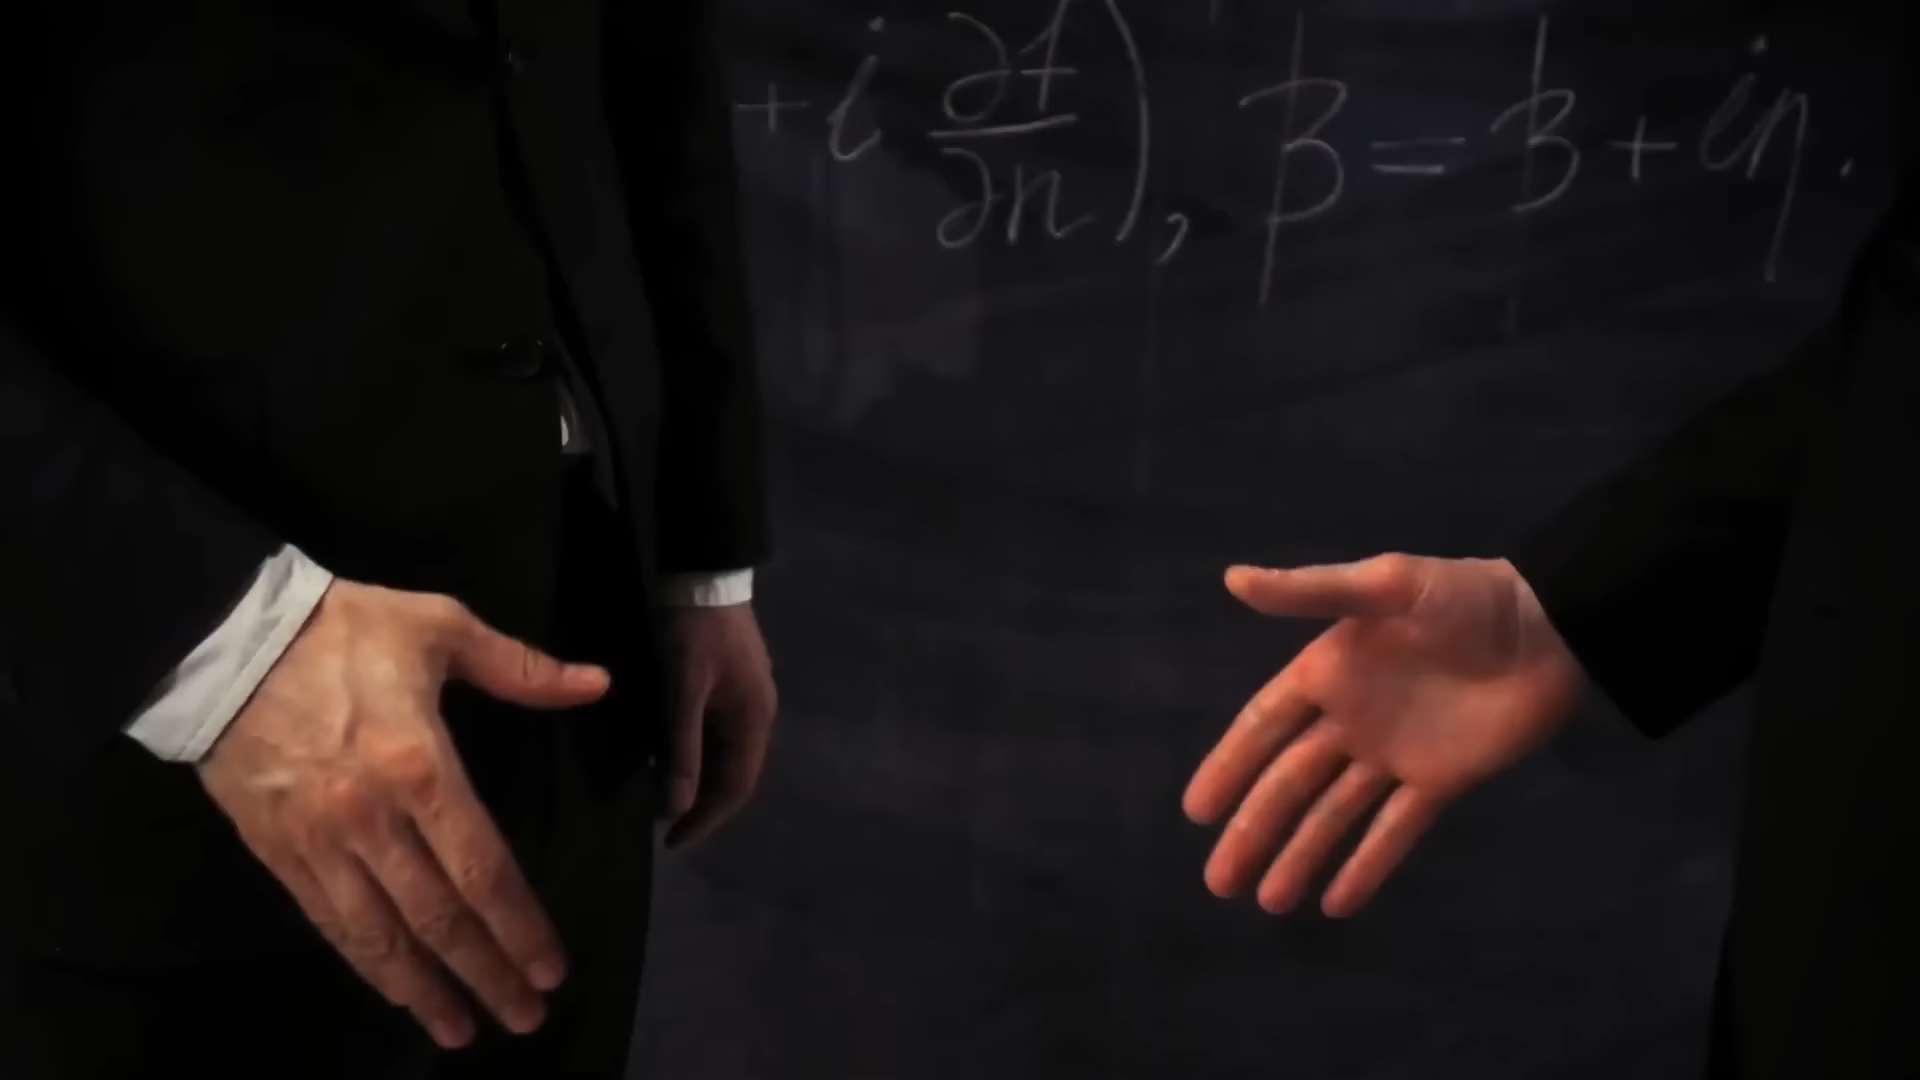 + i ∂f/∂n), β = β + iη.